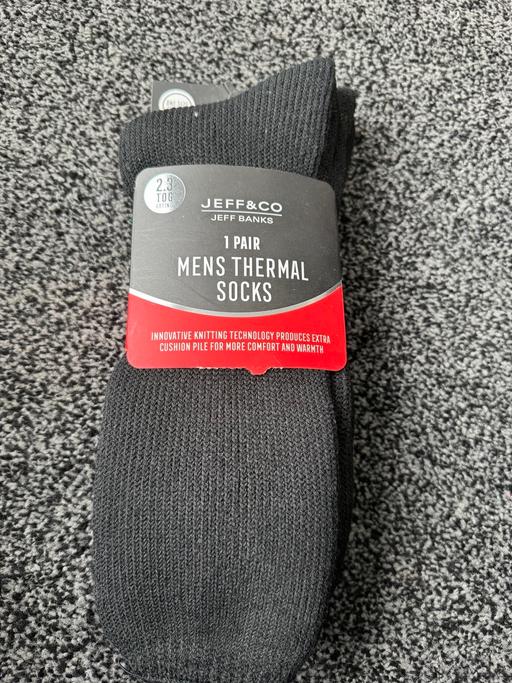 2.3
TOG
RATING
JEFF&CO
JEFF BANKS
1 PAIR
MENS THERMAL
SOCKS
INNOVATIVE KNITTING TECHNOLOGY PRODUCES EXTRA
CUSHION PILE FOR MORE COMFORT AND WARMTH